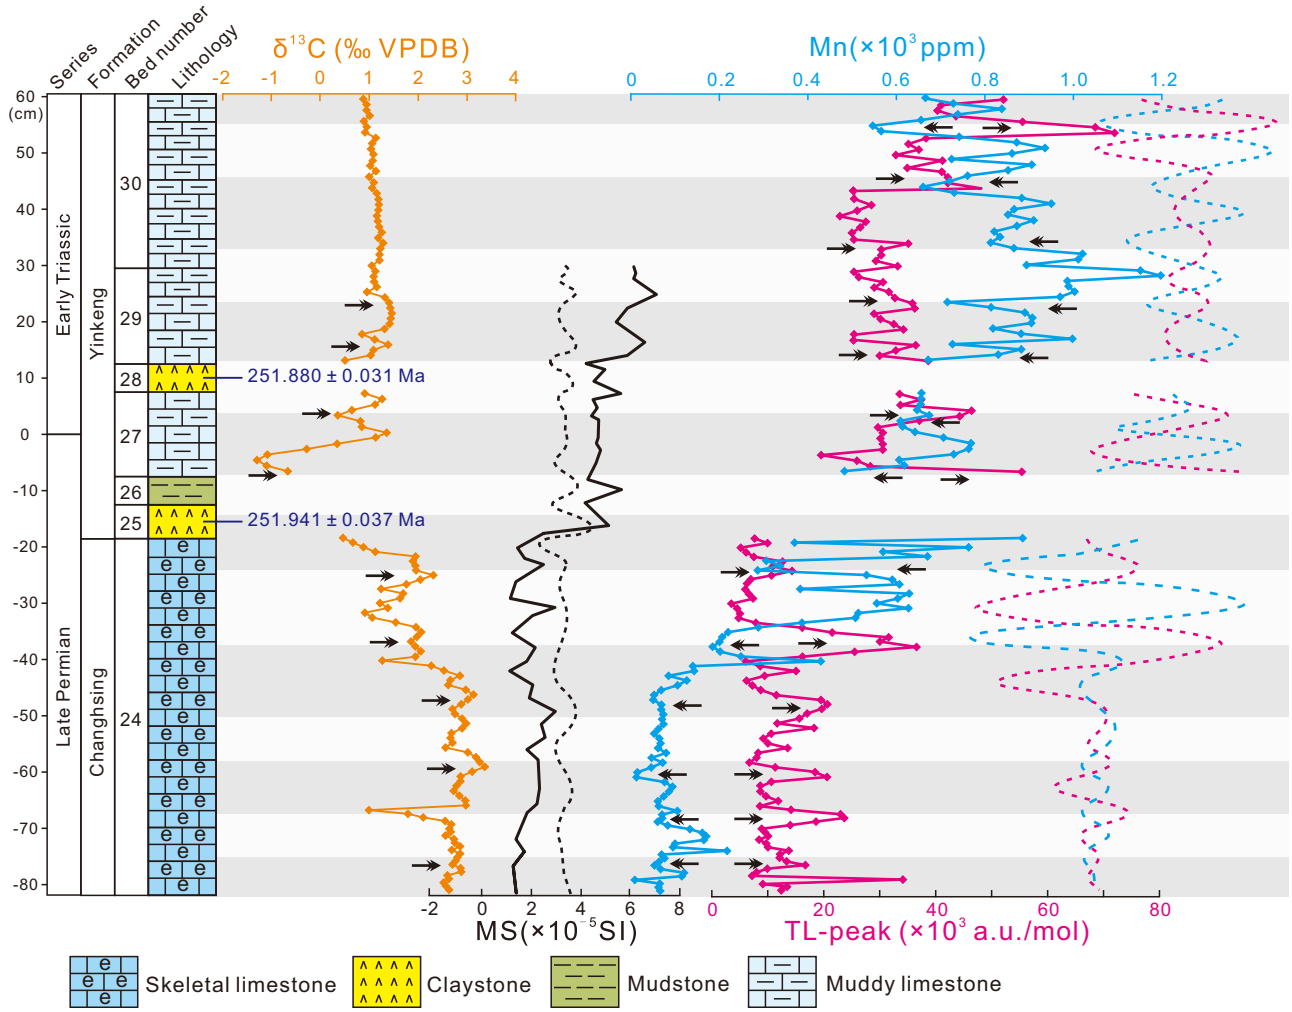 Series
Formation
Bed number
Lithology
δ¹³C (‰ VPDB)
-2 -1 0 1 2 3 4
Mn(×10³ppm)
0 0.2 0.4 0.6 0.8 1.0 1.2
60
(cm)
50
40
30
20
10
0
-10
-20
-30
-40
-50
-60
-70
-80
Early Triassic
Late Permian
Yinkeng
Changhsing
30
29
28
27
26
25
24
251.880 ± 0.031 Ma
251.941 ± 0.037 Ma
e e e e e e e e e e e e e e e e e e e e e e e e
-2 0 2 4 6 8
MS(×10⁻⁵SI)
0 20 40 60 80
TL-peak (×10³ a.u./mol)
e e e e
Skeletal limestone
Claystone
Mudstone
Muddy limestone